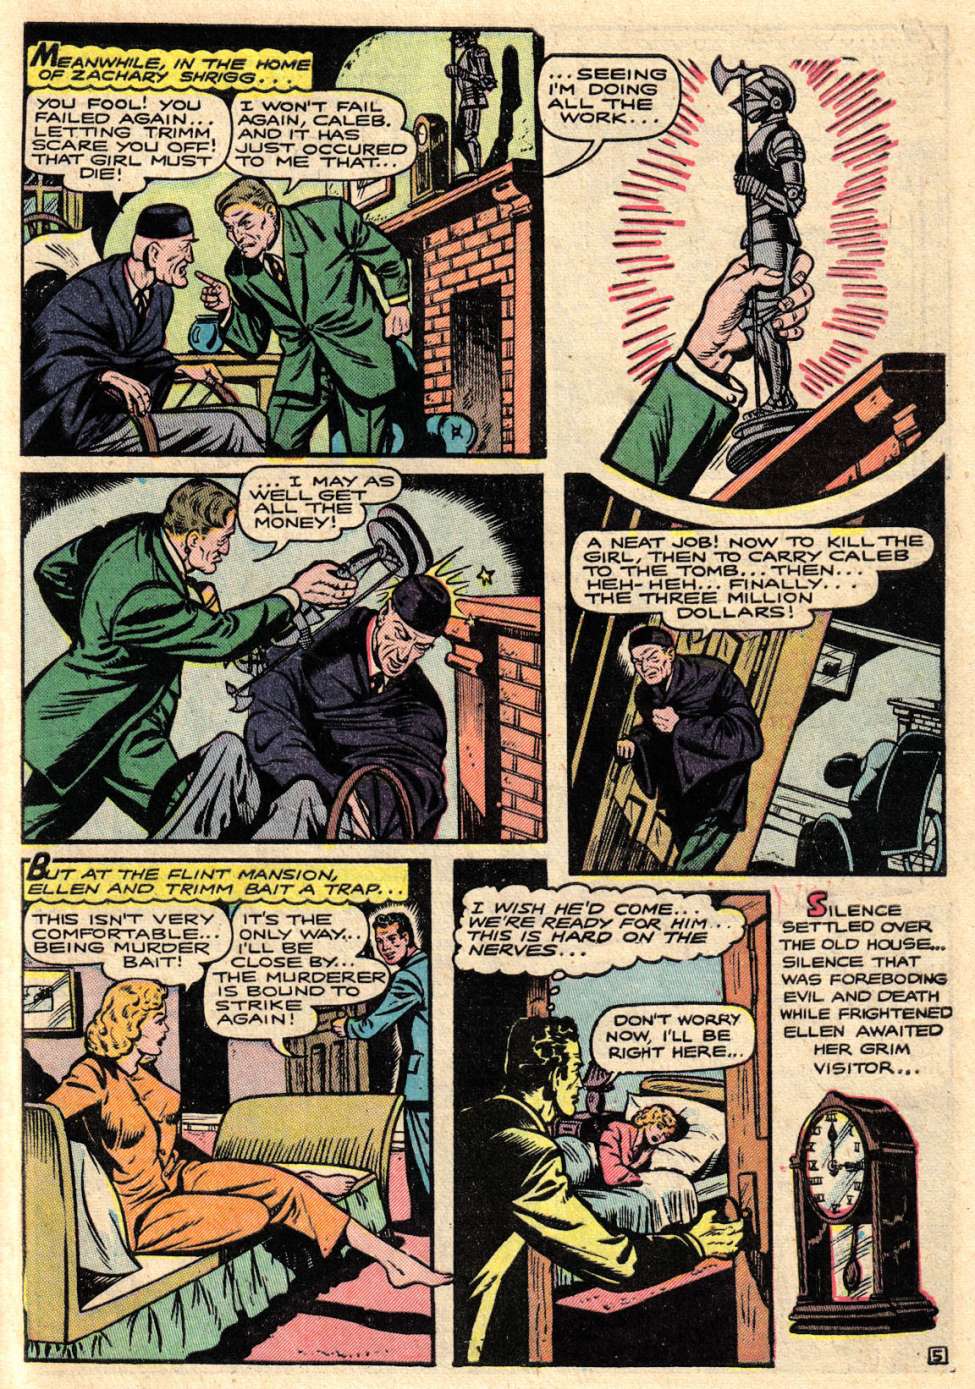 MEANWHILE, IN THE HOME
OF ZACHARY SHRIGG...
YOU FOOL! YOU
FAILED AGAIN...
LETTING TRIMM
SCARE YOU OFF!
THAT GIRL MUST
DIE!
I WON'T FAIL
AGAIN, CALEB.
AND IT HAS
JUST OCCURED
TO ME THAT...
...SEEING
I'M DOING
ALL THE
WORK...
...I MAY AS
WELL GET
ALL THE
MONEY!
A NEAT JOB! NOW TO KILL THE
GIRL, THEN TO CARRY CALEB
TO THE TOMB... THEN...
HEH-HEH... FINALLY...
THE THREE MILLION
DOLLARS!
BUT AT THE FLINT MANSION,
ELLEN AND TRIMM BAIT A TRAP...
THIS ISN'T VERY
COMFORTABLE...
BEING MURDER
BAIT!
IT'S THE
ONLY WAY...
I'LL BE
CLOSE BY...
THE MURDERER
IS BOUND TO
STRIKE
AGAIN!
I WISH HE'D COME...
WE'RE READY FOR HIM...
THIS IS HARD ON THE
NERVES...
DON'T WORRY
NOW, I'LL BE
RIGHT HERE...
SILENCE
SETTLED OVER
THE OLD HOUSE...
SILENCE THAT
WAS FOREBODING
EVIL AND DEATH
WHILE FRIGHTENED
ELLEN AWAITED
HER GRIM
VISITOR...
5